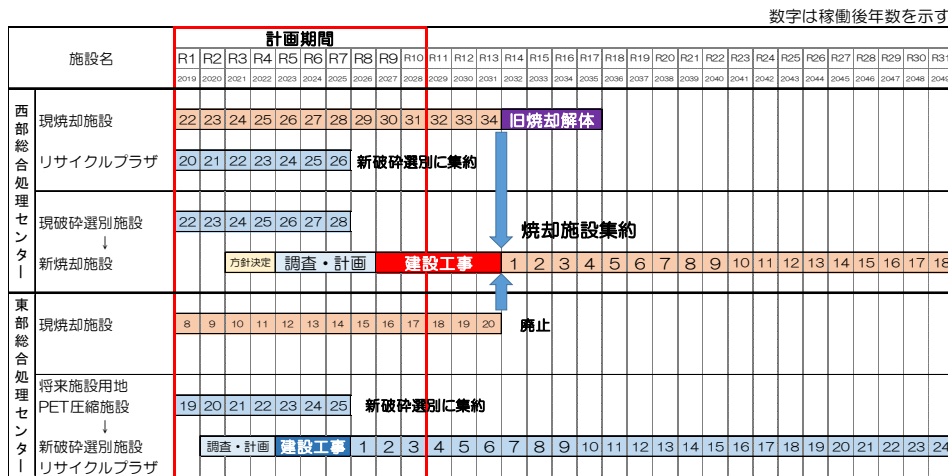 数字は稼働後年数を示す
施設名
計画期間
R1 R2 R3 R4 R5 R6 R7 R8 R9 R10 R11 R12 R13 R14 R15 R16 R17 R18 R19 R20 R21 R22 R23 R24 R25 R26 R27 R28 R29 R30 R31
2019 2020 2021 2022 2023 2024 2025 2026 2027 2028 2029 2030 2031 2032 2033 2034 2035 2036 2037 2038 2039 2040 2041 2042 2043 2044 2045 2046 2047 2048 2049
西部総合処理センター
現焼却施設 22 23 24 25 26 27 28 29 30 31 32 33 34 旧焼却解体
リサイクルプラザ 20 21 22 23 24 25 26 新破砕選別に集約
現破砕選別施設 22 23 24 25 26 27 28
↓
焼却施設集約
新焼却施設 方針決定 調査・計画 建設工事 1 2 3 4 5 6 7 8 9 10 11 12 13 14 15 16 17 18
東部総合処理センター
現焼却施設 8 9 10 11 12 13 14 15 16 17 18 19 20 廃止
将来施設用地
PET圧縮施設 19 20 21 22 23 24 25 新破砕選別に集約
↓
新破砕選別施設 調査・計画 建設工事 1 2 3 4 5 6 7 8 9 10 11 12 13 14 15 16 17 18 19 20 21 22 23 24
リサイクルプラザ